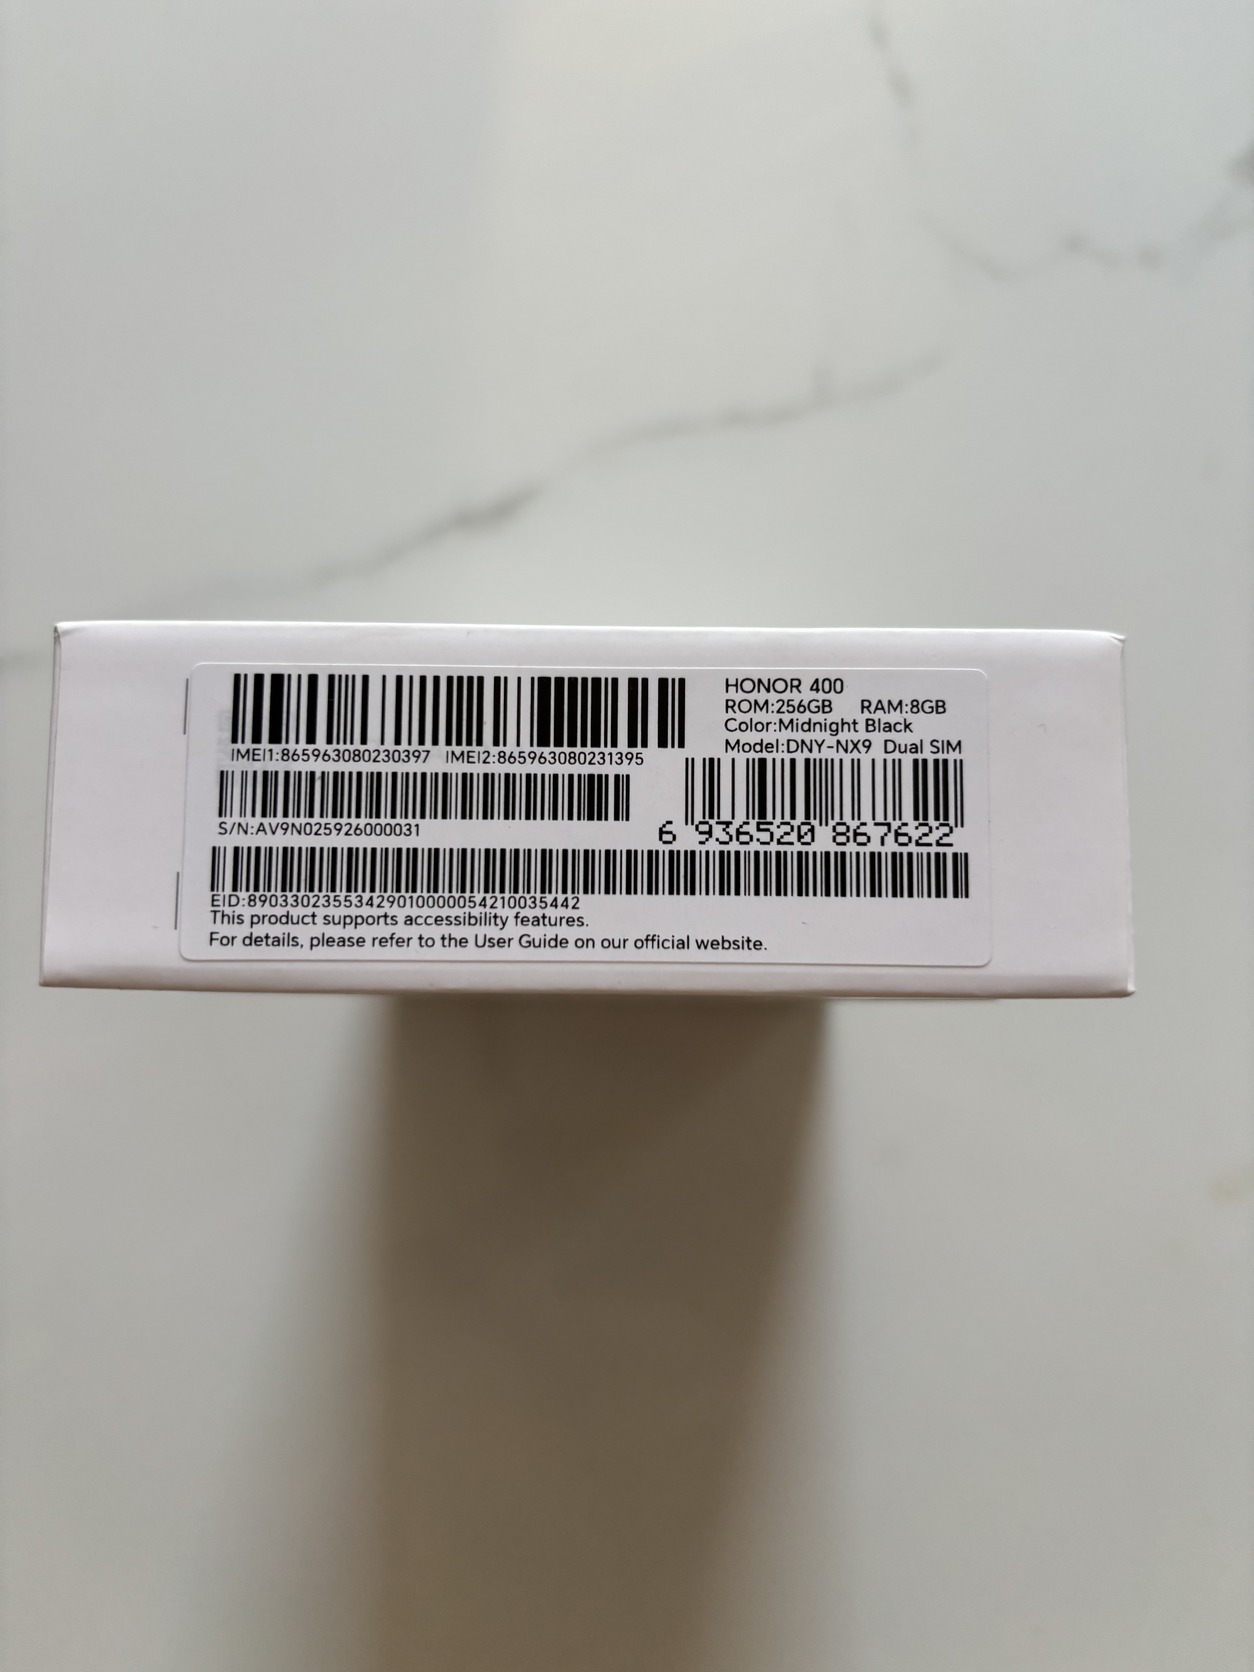 HONOR 400
ROM:256GB RAM:8GB
Color:Midnight Black
Model:DNY-NX9 Dual SIM
IMEI1:865963080230397 IMEI2:865963080231395
S/N:AV9N025926000031
6 936520 867622
EID:89033023553429010000054210035442
This product supports accessibility features.
For details, please refer to the User Guide on our official website.